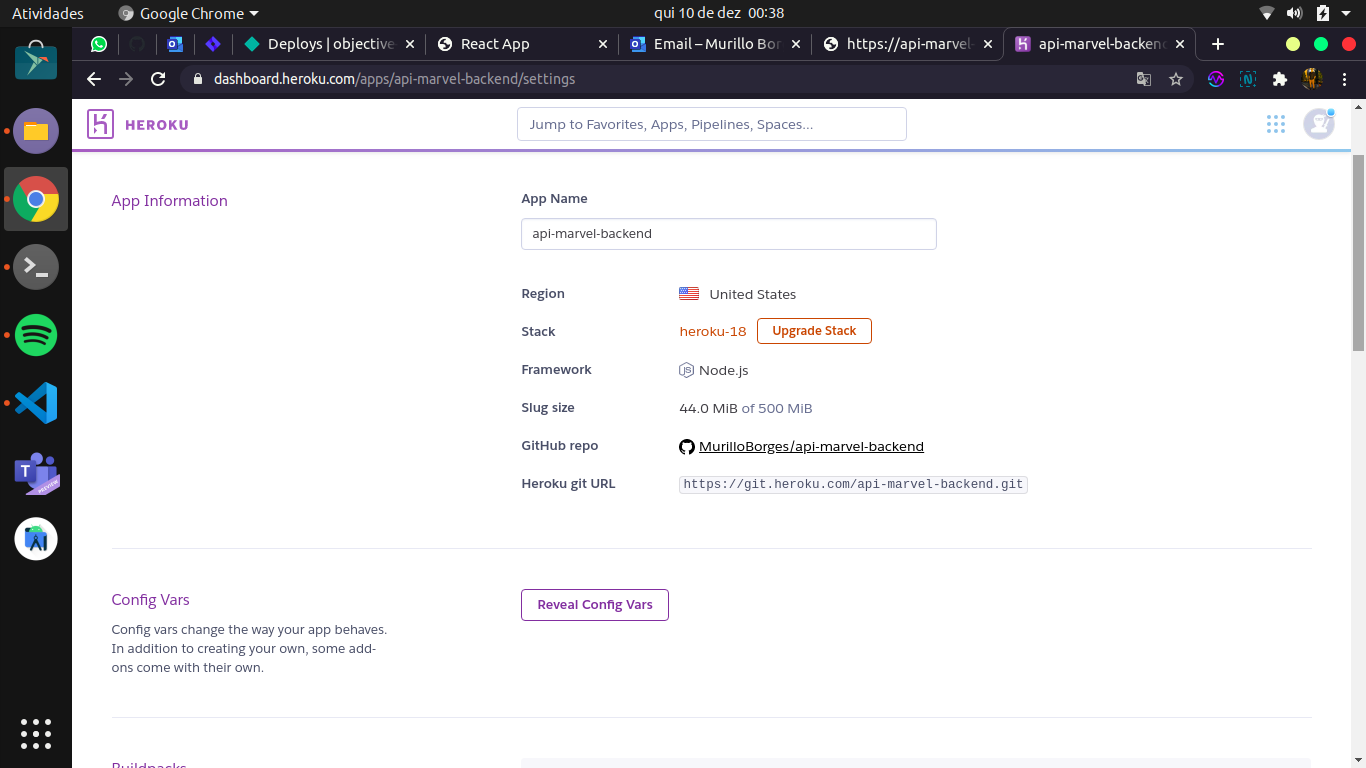 Atividades Google Chrome qui 10 de dez 00:38
Deploys | objective React App Email – Murillo Bor https://api-marvel- api-marvel-backend
dashboard.heroku.com/apps/api-marvel-backend/settings
HEROKU Jump to Favorites, Apps, Pipelines, Spaces...
App Information
App Name
api-marvel-backend
Region United States
Stack heroku-18 Upgrade Stack
Framework Node.js
Slug size 44.0 MiB of 500 MiB
GitHub repo MurilloBorges/api-marvel-backend
Heroku git URL https://git.heroku.com/api-marvel-backend.git
Config Vars
Reveal Config Vars
Config vars change the way your app behaves.
In addition to creating your own, some add-
ons come with their own.
Buildpacks